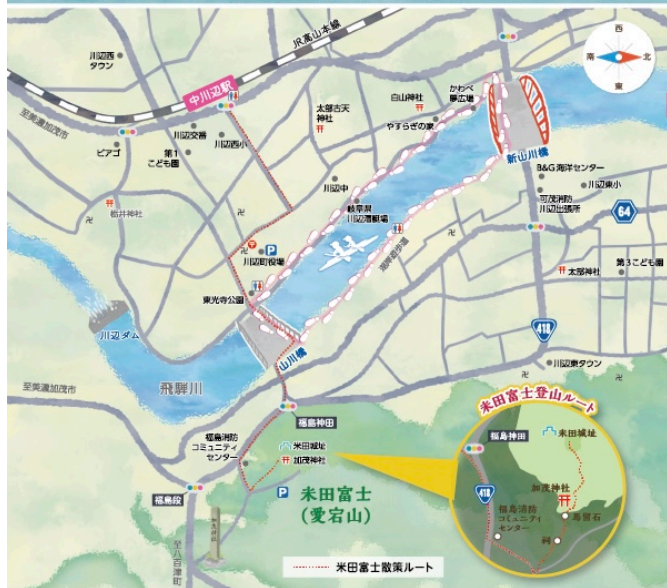 JR高山本線
西
南
北
東
川辺西
タウン
中川辺駅
至美濃加茂市
ピアゴ
川辺交番
第1
こども園
川辺西小
太部古天
神社
白山神社
かわべ
夢広場
やすらぎの家
新山川橋
B&G海洋センター
川辺東小
可茂消防
川辺出張所
64
栃井神社
川辺中
岐阜県
川辺漕艇場
湖岸遊歩道
太部神社
第3こども園
P
川辺町役場
東光寺公園
川辺ダム
山川橋
418
川辺東タウン
飛騨川
至美濃加茂市
福島神田
福島消防
コミュニティ
センター
米田城址
加茂神社
福島段
P
米田富士
(愛宕山)
至八百津町
米田富士登山ルート
福島神田
米田城址
418
加茂神社
馬留石
福島消防
コミュニティ
センター
祠
米田富士散策ルート